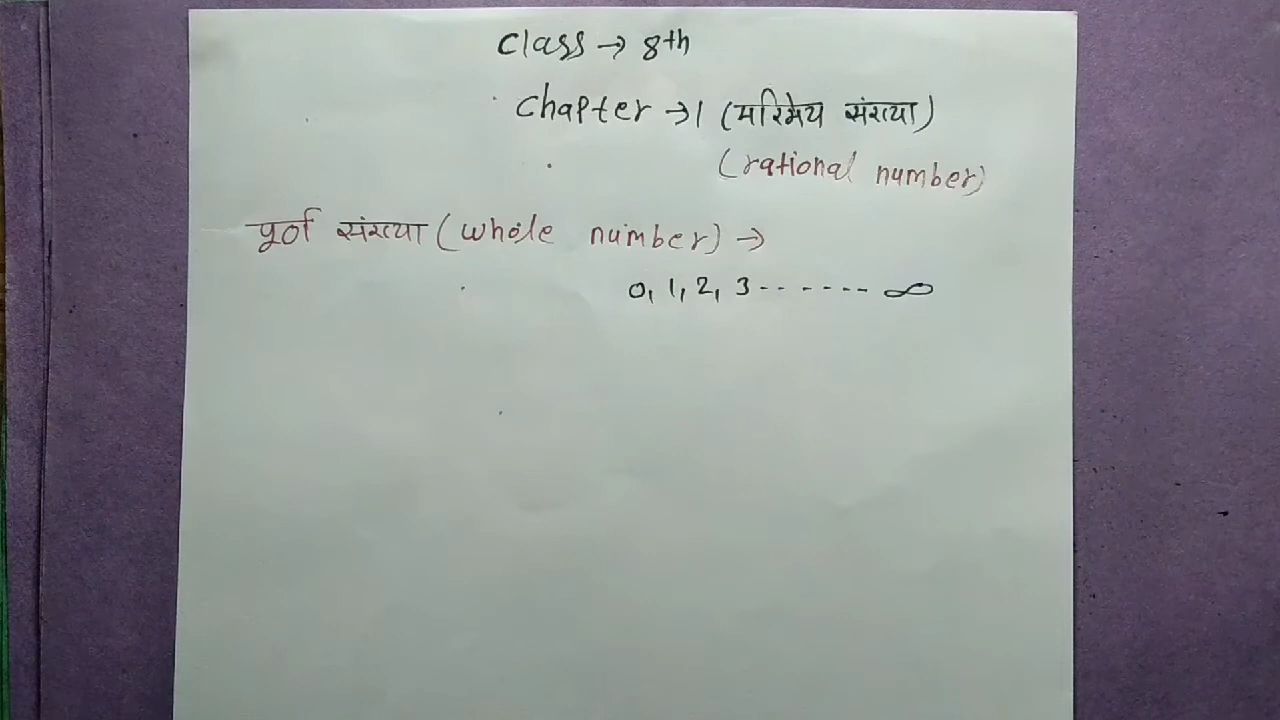 Class → 8th
Chapter → 1 (परिमेय संख्या)
(rational number)
पूर्ण संख्या (whole number) →
0, 1, 2, 3 - - - - - - - ∞